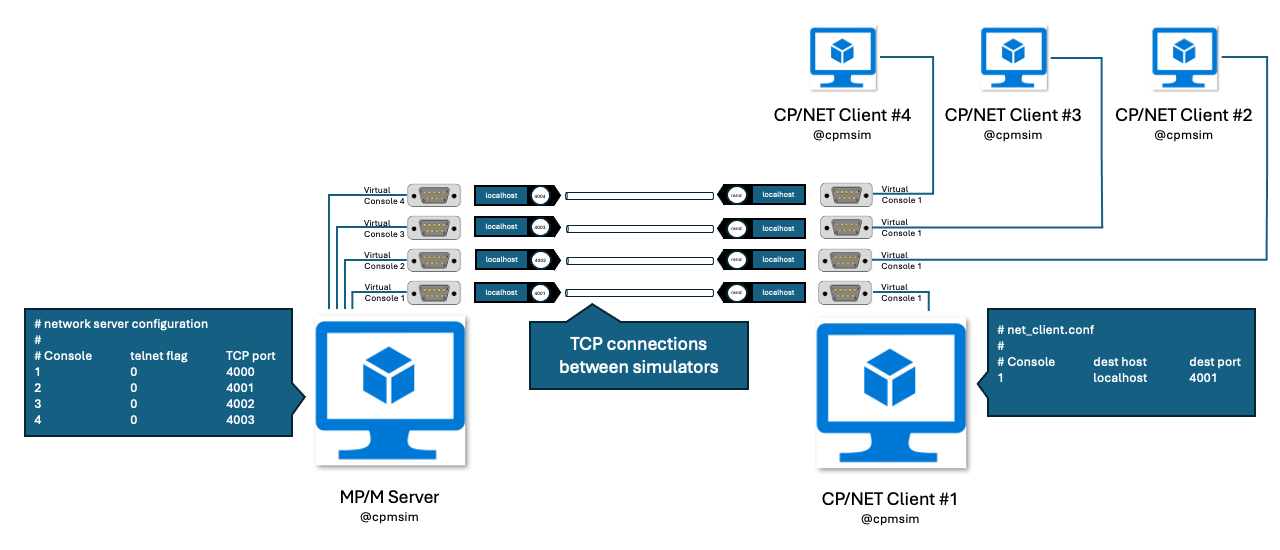 CP/NET Client #4
@cpmsim
CP/NET Client #3
@cpmsim
CP/NET Client #2
@cpmsim
Virtual
Console 4
localhost
4004
rand
localhost
Virtual
Console 1
Virtual
Console 3
localhost
4003
rand
localhost
Virtual
Console 1
Virtual
Console 2
localhost
4002
rand
localhost
Virtual
Console 1
Virtual
Console 1
localhost
4001
rand
localhost
Virtual
Console 1
# network server configuration
#
# Console telnet flag TCP port
1 0 4000
2 0 4001
3 0 4002
4 0 4003
TCP connections
between simulators
# net_client.conf
#
# Console dest host dest port
1 localhost 4001
MP/M Server
@cpmsim
CP/NET Client #1
@cpmsim